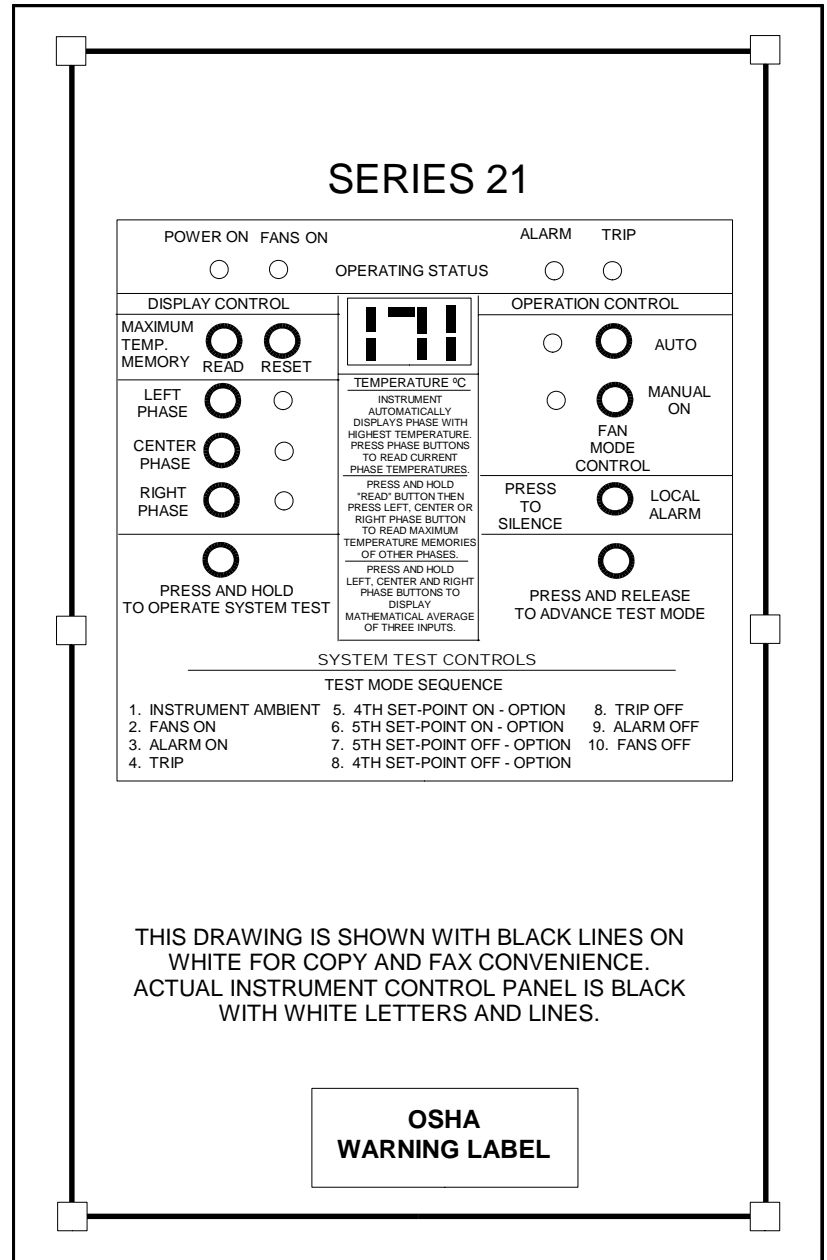 SERIES 21
POWER ON FANS ON
ALARM TRIP
OPERATING STATUS
DISPLAY CONTROL
MAXIMUM
TEMP.
MEMORY
READ RESET
LEFT
PHASE
CENTER
PHASE
RIGHT
PHASE
PRESS AND HOLD
TO OPERATE SYSTEM TEST
171
TEMPERATURE ºC
INSTRUMENT
AUTOMATICALLY
DISPLAYS PHASE WITH
HIGHEST TEMPERATURE.
PRESS PHASE BUTTONS
TO READ CURRENT
PHASE TEMPERATURES.
PRESS AND HOLD
"READ" BUTTON THEN
PRESS LEFT, CENTER OR
RIGHT PHASE BUTTON
TO READ MAXIMUM
TEMPERATURE MEMORIES
OF OTHER PHASES.
PRESS AND HOLD
LEFT, CENTER AND RIGHT
PHASE BUTTONS TO
DISPLAY
MATHEMATICAL AVERAGE
OF THREE INPUTS.
OPERATION CONTROL
AUTO
MANUAL
ON
FAN
MODE
CONTROL
PRESS
TO
SILENCE
LOCAL
ALARM
PRESS AND RELEASE
TO ADVANCE TEST MODE
SYSTEM TEST CONTROLS
TEST MODE SEQUENCE
1. INSTRUMENT AMBIENT
2. FANS ON
3. ALARM ON
4. TRIP
5. 4TH SET-POINT ON - OPTION
6. 5TH SET-POINT ON - OPTION
7. 5TH SET-POINT OFF - OPTION
8. 4TH SET-POINT OFF - OPTION
8. TRIP OFF
9. ALARM OFF
10. FANS OFF
THIS DRAWING IS SHOWN WITH BLACK LINES ON
WHITE FOR COPY AND FAX CONVENIENCE.
ACTUAL INSTRUMENT CONTROL PANEL IS BLACK
WITH WHITE LETTERS AND LINES.
OSHA
WARNING LABEL